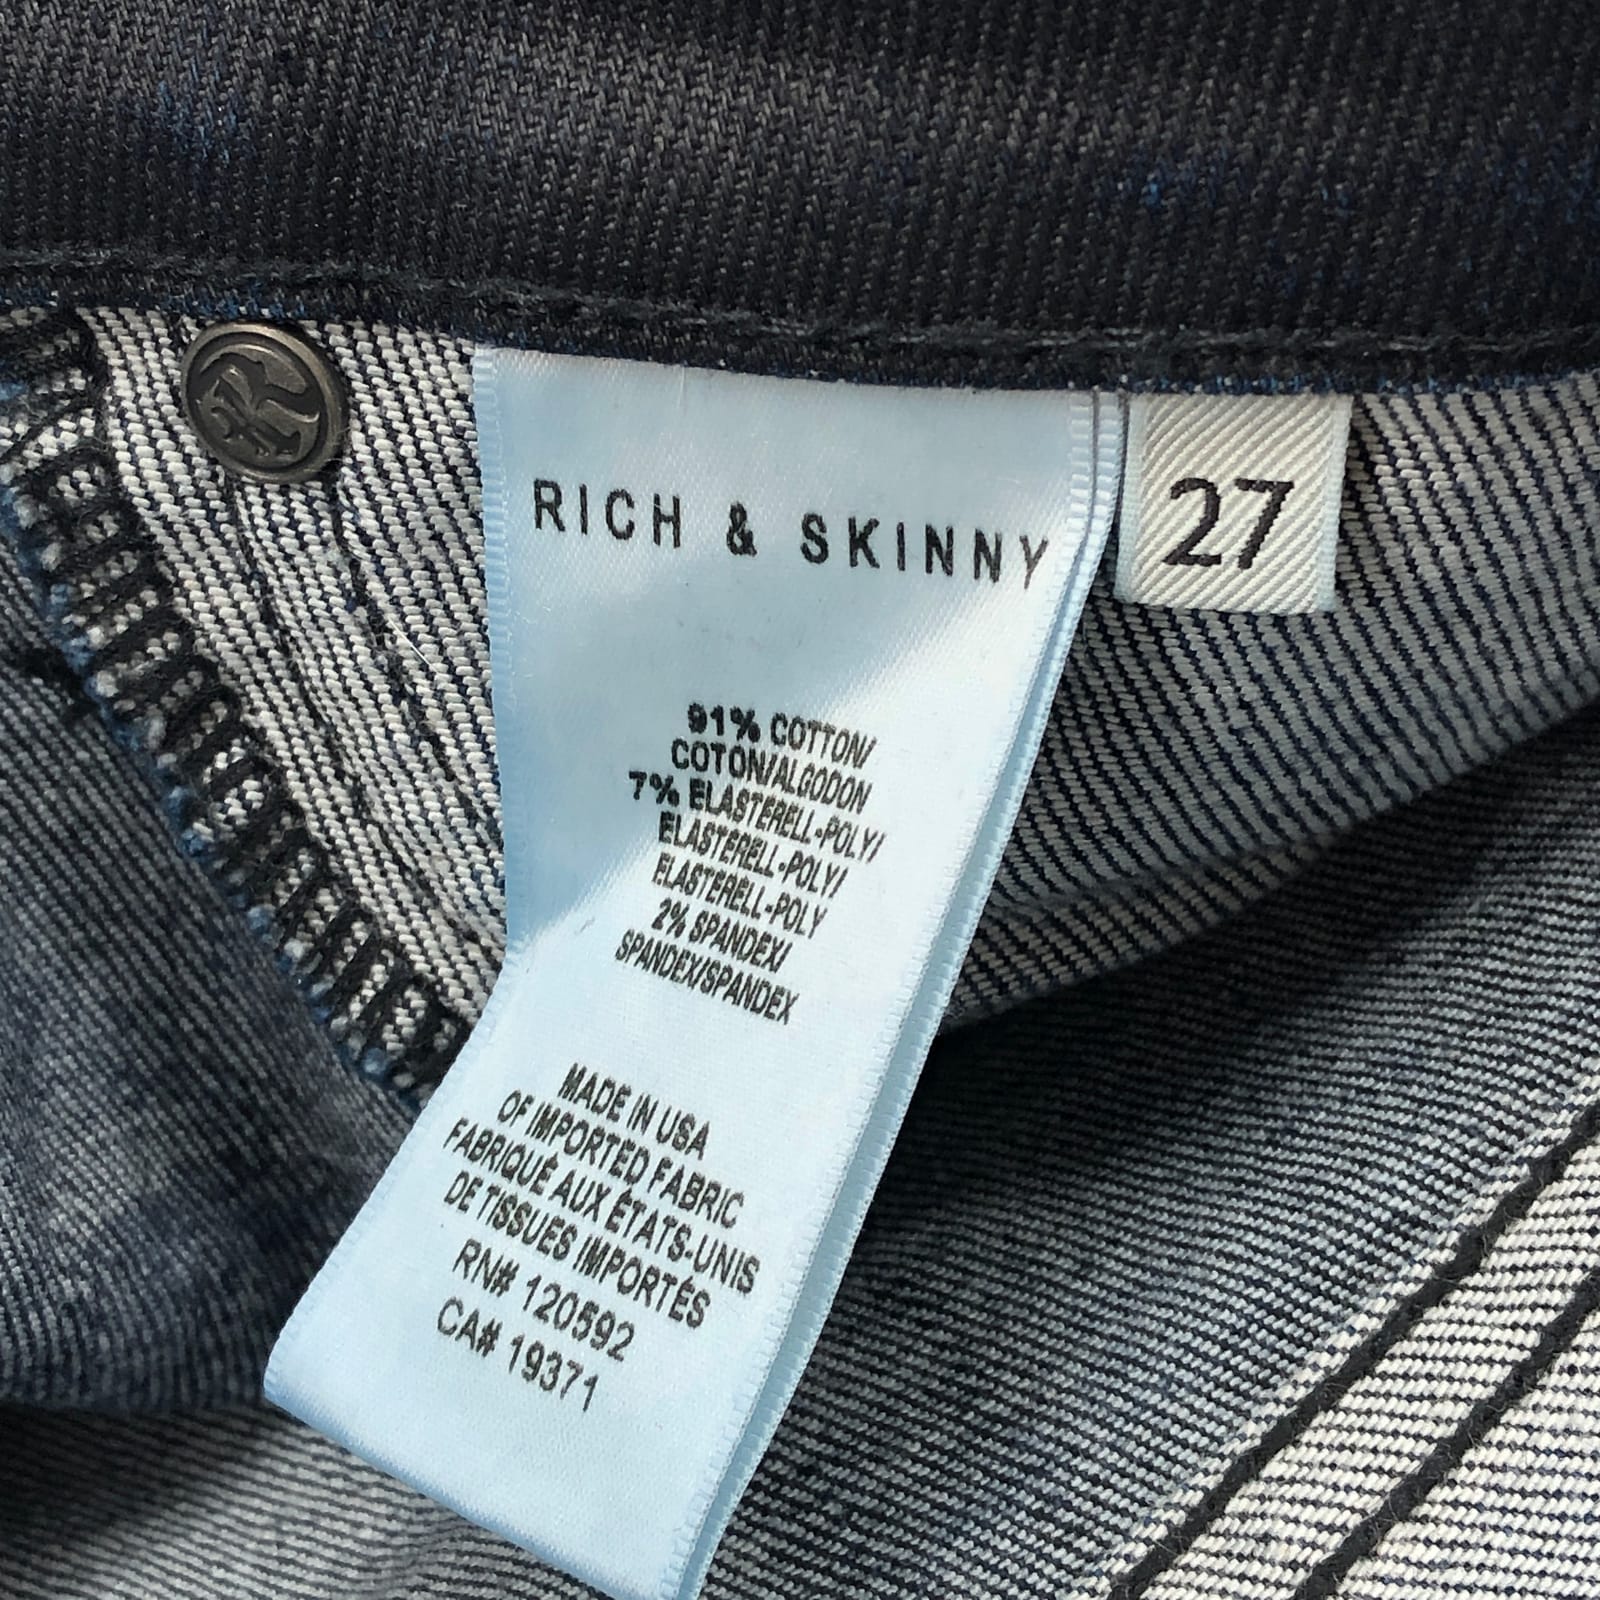 RICH & SKINNY
27
91% COTTON/
COTON/ALGODON
7% ELASTERELL-POLY/
ELASTERELL-POLY/
ELASTERELL-POLY
2% SPANDEX/
SPANDEX/SPANDEX
MADE IN USA
OF IMPORTED FABRIC
FABRIQUÉ AUX ÉTATS-UNIS
DE TISSUES IMPORTÉS
RN# 120592
CA# 19371